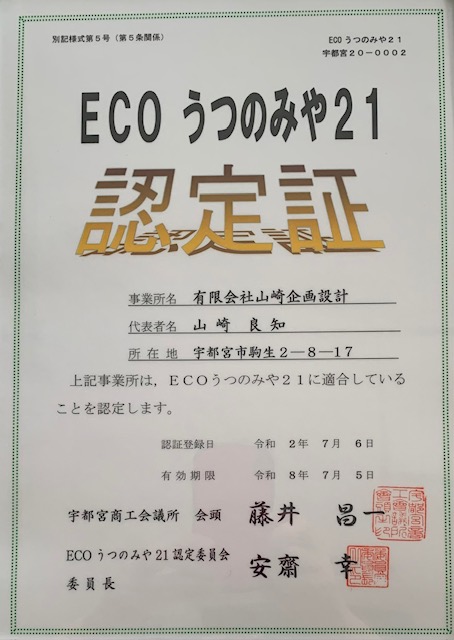 別記様式第5号(第5条関係)
ECO うつのみや21
宇都宮20-0002
ECO うつのみや21
認定証
事業所名 有限会社山崎企画設計
代表者名 山崎良知
所在地 宇都宮市駒生2-8-17
上記事業所は，ECOうつのみや21に適合している
ことを認定します。
認証登録日 令和 2年 7月 6日
有効期限 令和 8年 7月 5日
宇都宮商工会議所 会頭 藤井 昌一
ECO うつのみや21認定委員会
委員長 安齋 幸